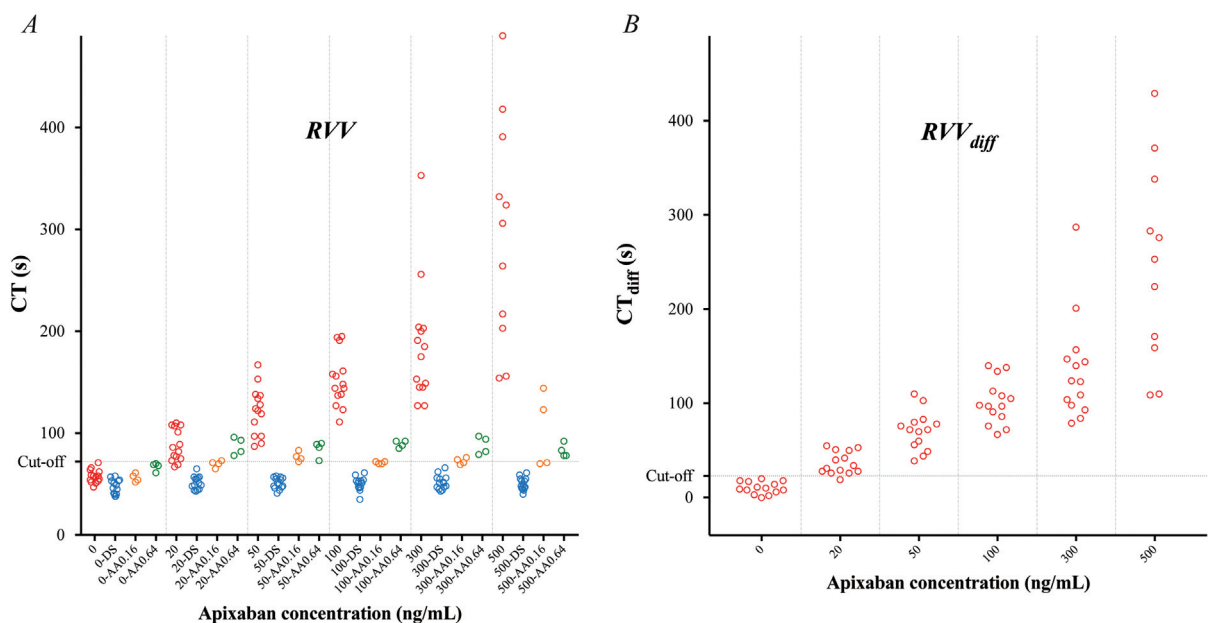 A
RVV
CT (s)
400
300
200
100
Cut-off
0
0
0-DS
0-AA0.16
0-AA0.64
20
20-DS
20-AA0.16
20-AA0.64
50
50-DS
50-AA0.16
50-AA0.64
100
100-DS
100-AA0.16
100-AA0.64
300
300-DS
300-AA0.16
300-AA0.64
500
500-DS
500-AA0.16
500-AA0.64
Apixaban concentration (ng/mL)
B
RVVdiff
CTdiff (s)
400
300
200
100
Cut-off
0
0
20
50
100
300
500
Apixaban concentration (ng/mL)